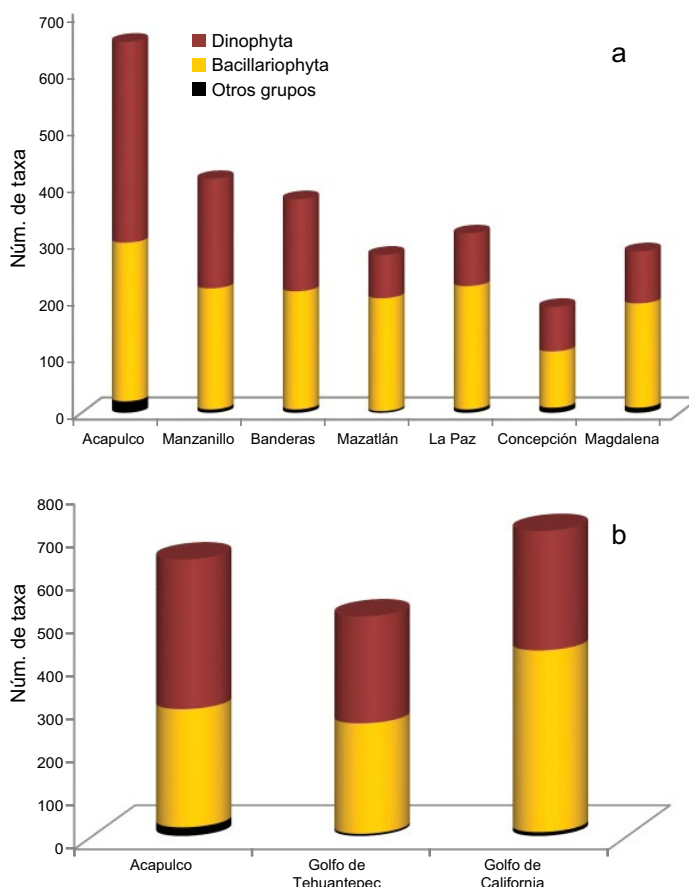 700
600
500
400
300
200
100
0
Núm. de taxa
Dinophyta
Bacillariophyta
Otros grupos
a
Acapulco Manzanillo Banderas Mazatlán La Paz Concepción Magdalena
800
700
600
500
400
300
200
100
0
Núm. de taxa
b
Acapulco Golfo de Golfo de
Tehuantepec California